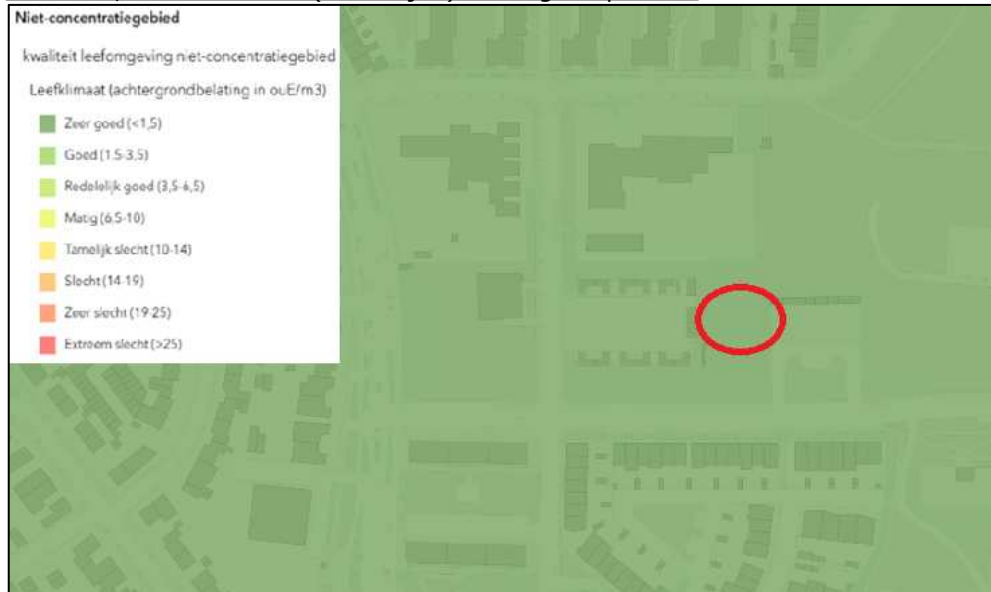 Niet-concentratiegebied
kwaliteit leefomgeving niet-concentratiegebied
Leefklimaat (achtergrondbelating in ouE/m3)
Zeer goed (<1,5)
Goed (1.5-3,5)
Redelelijk goed (3,5-6,5)
Matig (6.5-10)
Tamelijk slecht (10-14)
Slecht (14-19)
Zeer slecht (19-25)
Extreem slecht (>25)